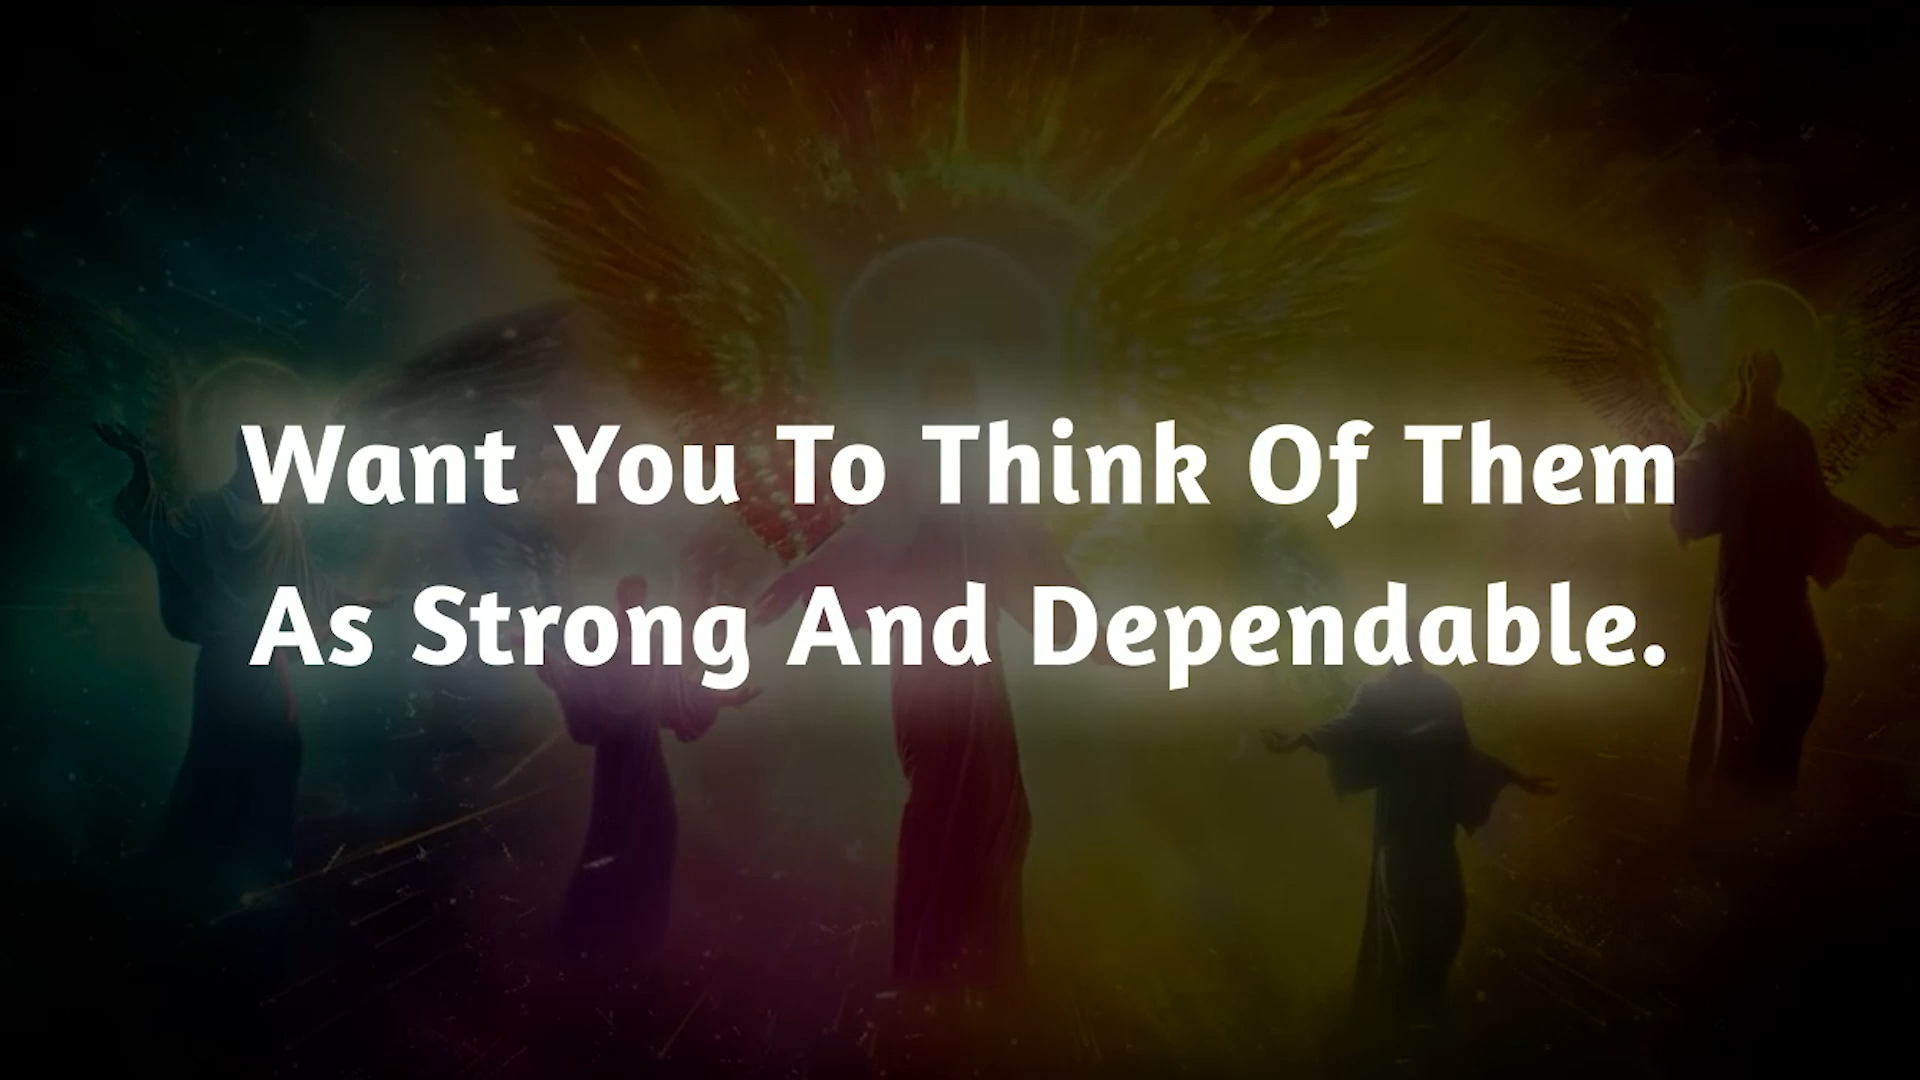 Want You To Think Of Them
As Strong And Dependable.